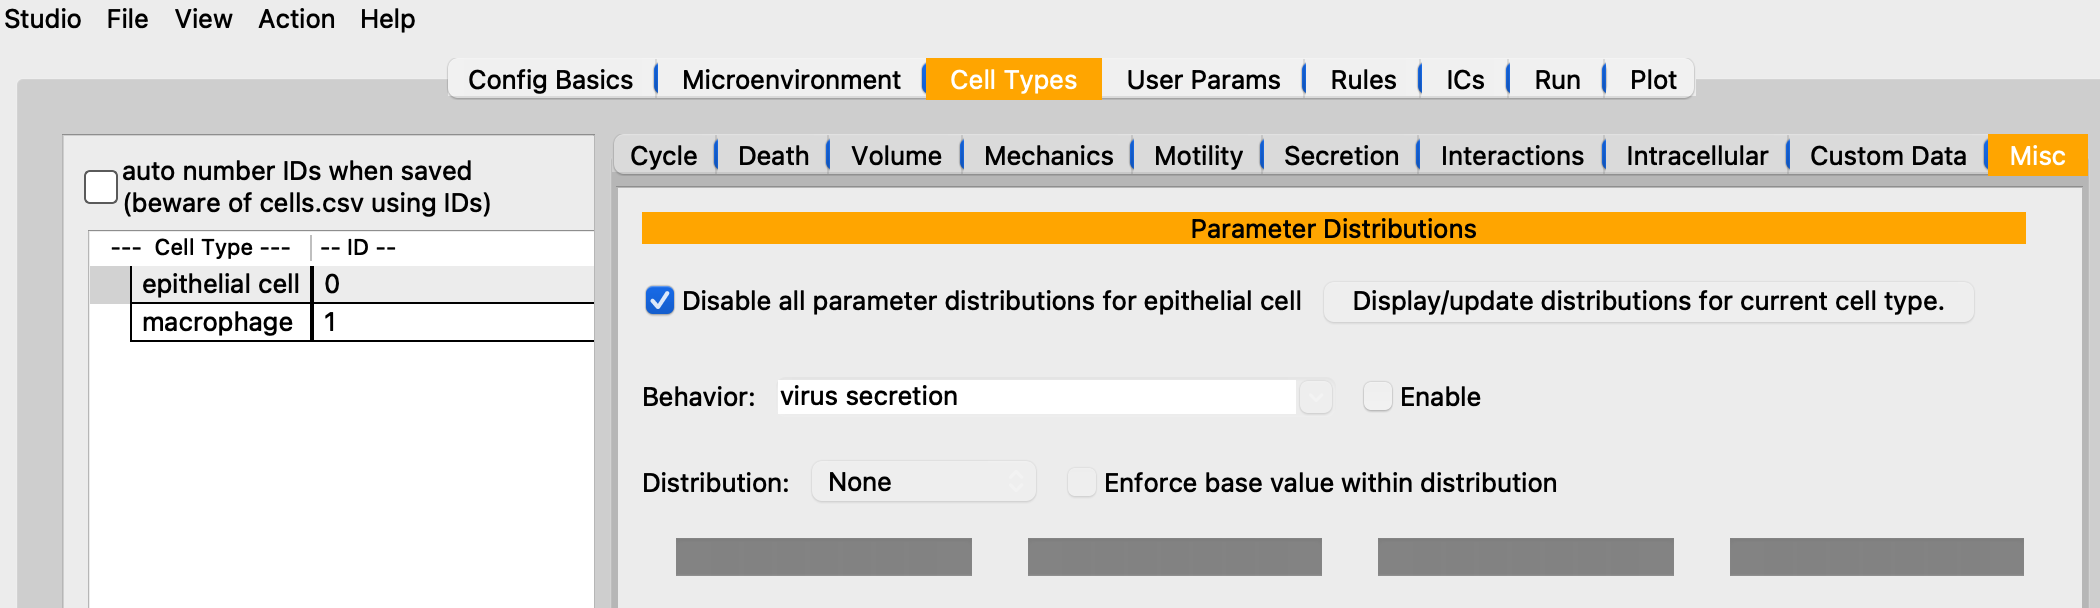 Studio File View Action Help
Config Basics Microenvironment Cell Types User Params Rules ICs Run Plot
auto number IDs when saved
(beware of cells.csv using IDs)
--- Cell Type --- -- ID --
epithelial cell 0
macrophage 1
Cycle Death Volume Mechanics Motility Secretion Interactions Intracellular Custom Data Misc
Parameter Distributions
Disable all parameter distributions for epithelial cell Display/update distributions for current cell type.
Behavior: virus secretion Enable
Distribution: None Enforce base value within distribution